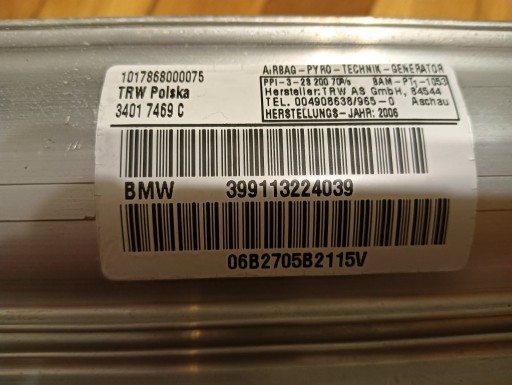 1017868000075
TRW Polska
3401 7469 C
AIRBAG-PYRO-TECHNIK-GENERATOR
PPI-3-2S 200 70°/s BAM-PT1-1053
Hersteller: TRW AS GmbH, 84544
TEL. 004908638/965-0 Aschau
HERSTELLUNGS-JAHR: 2006
BMW 399113224039
06B2705B2115V